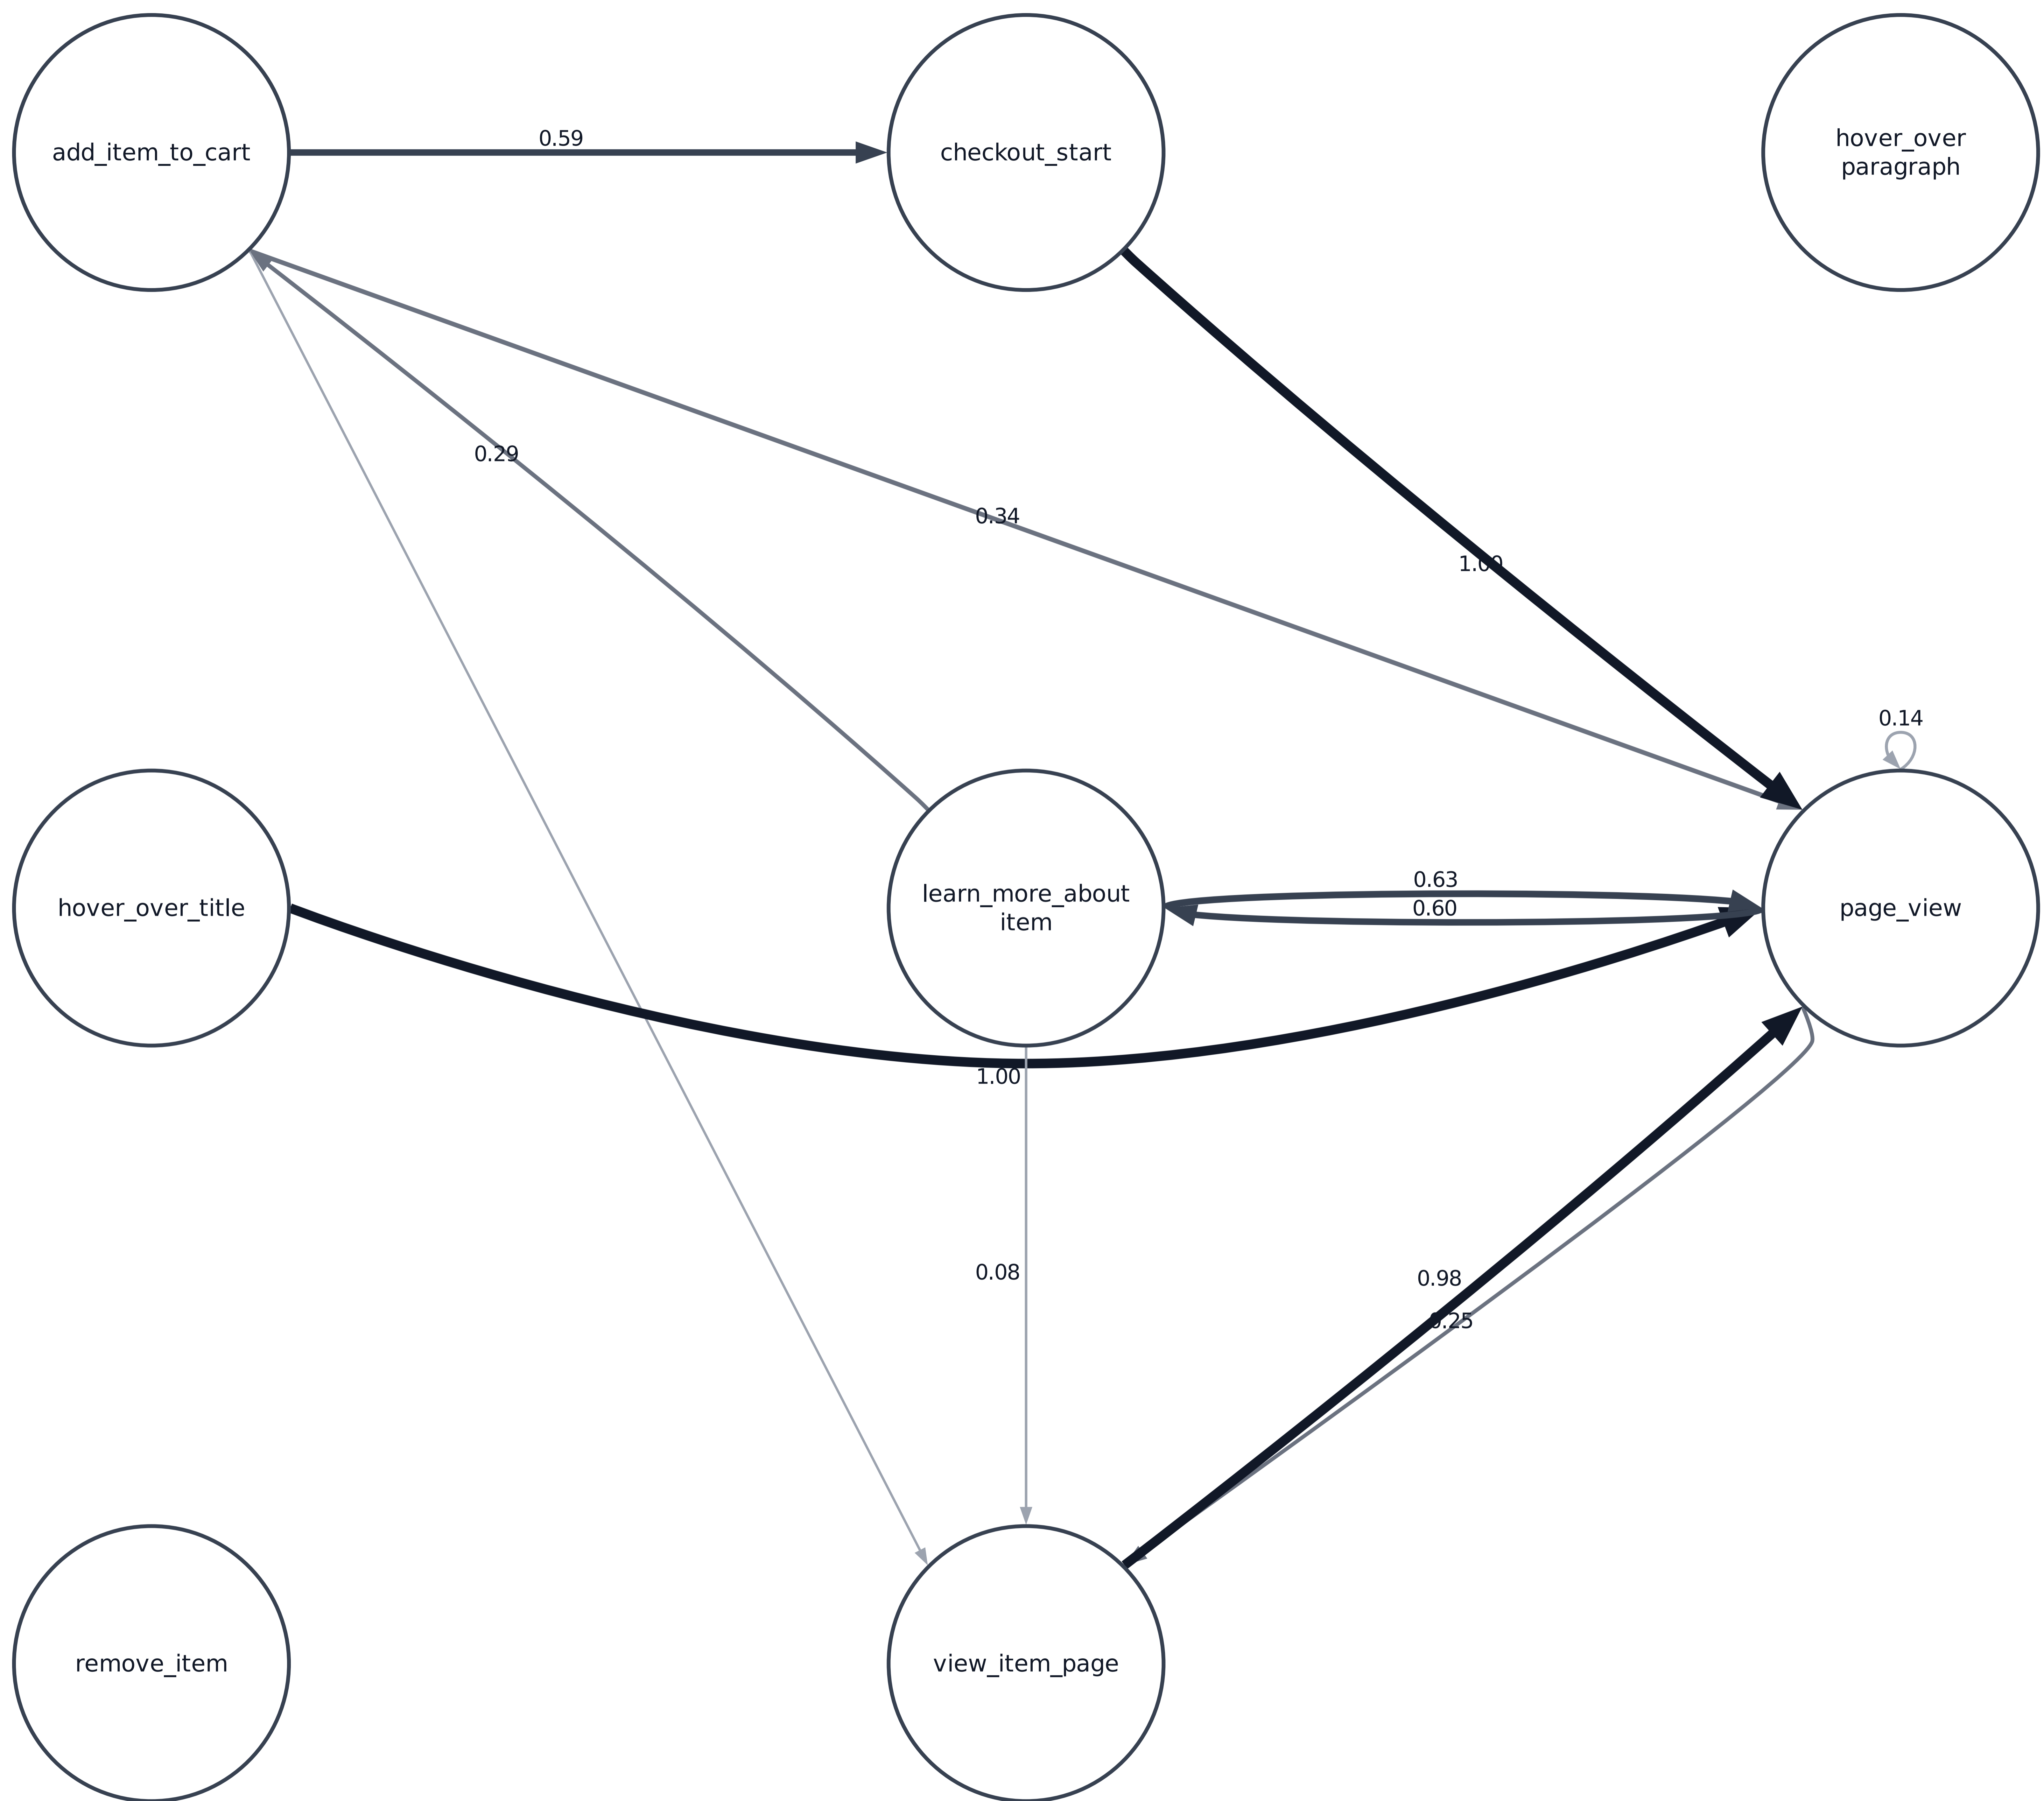 add_item_to_cart
0.59
checkout_start
hover_over
paragraph
0.29
0.34
1.00
0.14
hover_over_title
learn_more_about
item
0.63
0.60
page_view
1.00
0.08
0.98
0.25
remove_item
view_item_page